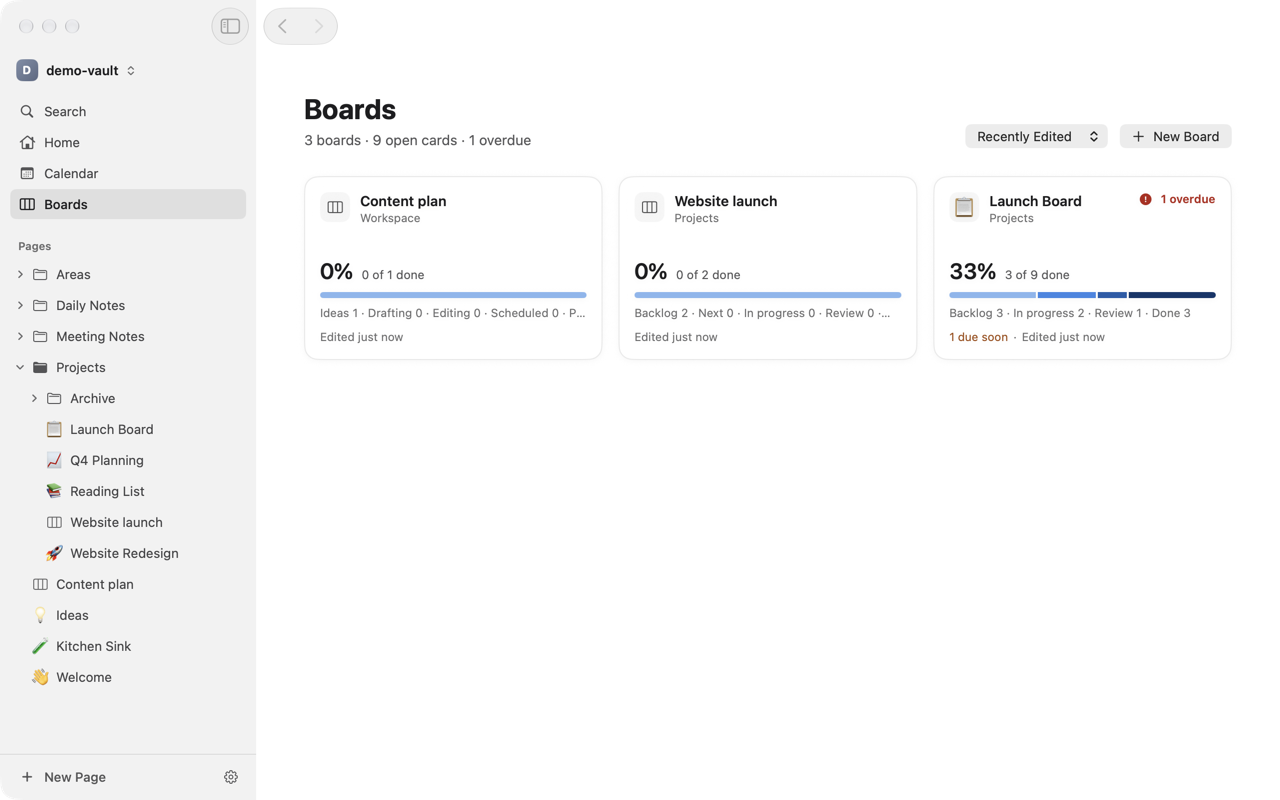 D demo-vault
Search
Home
Calendar
Boards
Pages
Areas
Daily Notes
Meeting Notes
Projects
Archive
Launch Board
Q4 Planning
Reading List
Website launch
Website Redesign
Content plan
Ideas
Kitchen Sink
Welcome
New Page
Boards
3 boards · 9 open cards · 1 overdue
Recently Edited
New Board
Content plan
Workspace
0% 0 of 1 done
Ideas 1 · Drafting 0 · Editing 0 · Scheduled 0 · P…
Edited just now
Website launch
Projects
0% 0 of 2 done
Backlog 2 · Next 0 · In progress 0 · Review 0 ·…
Edited just now
Launch Board
Projects
1 overdue
33% 3 of 9 done
Backlog 3 · In progress 2 · Review 1 · Done 3
1 due soon · Edited just now